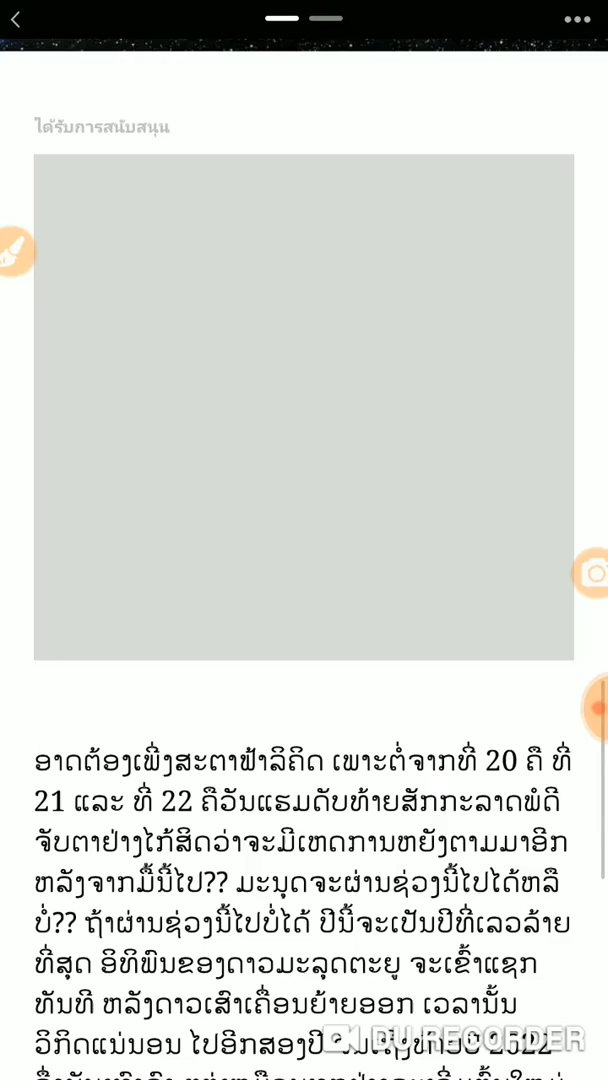 ได้รับการสนับสนุน
ອາດຕ້ອງເພິ່ງສະຕາຟ້າລິຄິດ ເພາະຕໍ່ຈາກທີ່ 20 ຄື ທີ່
21 ແລະ ທີ່ 22 ຄືວັນແຮມດັບທ້າຍສັກກະລາດພໍດີ
ຈັບຕາຢ່າງໄກ້ສິດວ່າຈະມີເຫດການຫຍັງຕາມມາອີກ
ຫລັງຈາກມື້ນີ້ໄປ?? ມະນຸດຈະຜ່ານຊ່ວງນີ້ໄປໄດ້ຫລື
ບໍ່?? ຖ້າຜ່ານຊ່ວງນີ້ໄປບໍ່ໄດ້ ປີນີ້ຈະເປັນປີທີ່ເລວລ້າຍ
ທີ່ສຸດ ອິທິພົນຂອງດາວມະລຸດຕະຍູ ຈະເຂົ້າແຊກ
ທັນທີ ຫລັງດາວເສົາເຄື່ອນຍ້າຍອອກ ເວລານັ້ນ
ວິກິດແນ່ນອນ ໄປອີກສອງປີ 2522
DU RECORDER